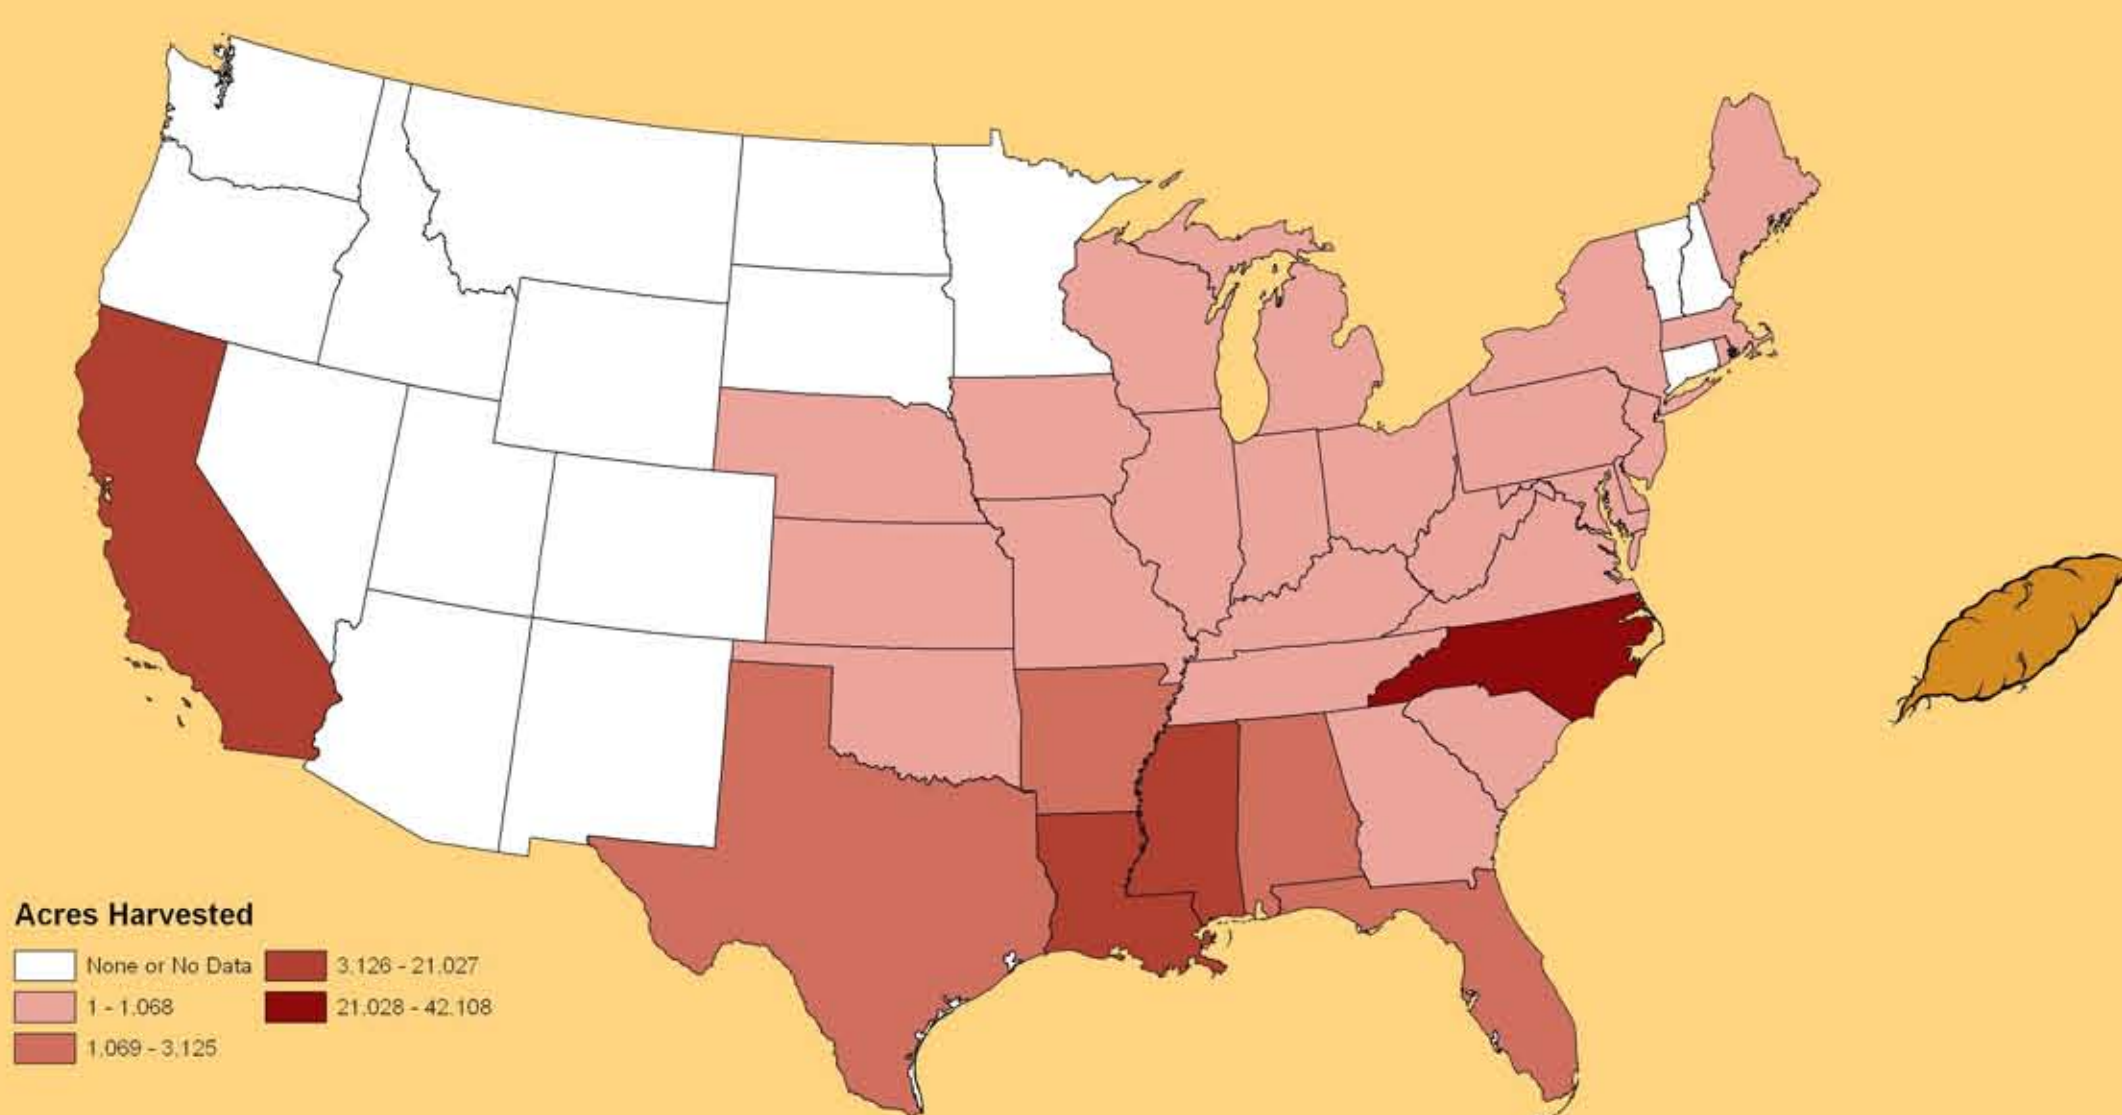 Acres Harvested
None or No Data
1 - 1.068
1.069 - 3.125
3.126 - 21.027
21.028 - 42.108